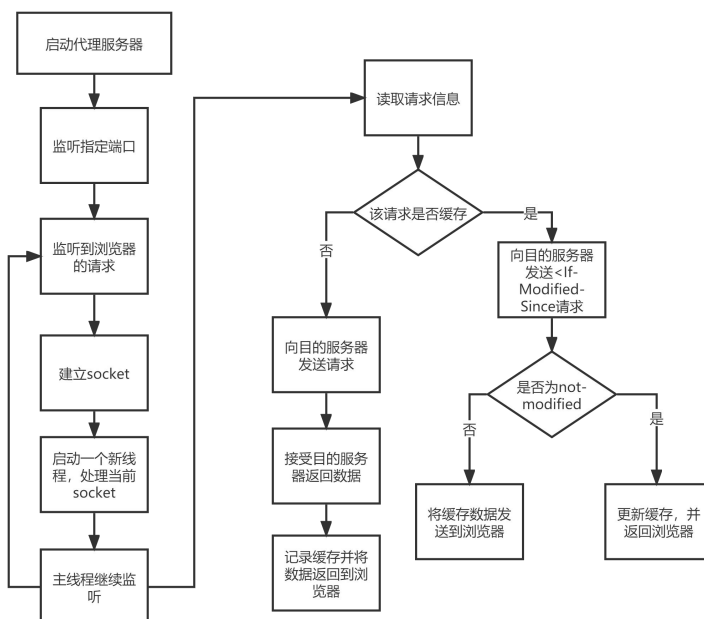 启动代理服务器
监听指定端口
监听到浏览器
的请求
建立socket
启动一个新线
程，处理当前
socket
主线程继续监
听
读取请求信息
该请求是否缓存
否
是
向目的服务器
发送请求
接受目的服务
器返回数据
记录缓存并将
数据返回到浏
览器
向目的服务器
发送<If-
Modified-
Since请求
是否为not-
modified
否
是
将缓存数据发
送到浏览器
更新缓存，并
返回浏览器